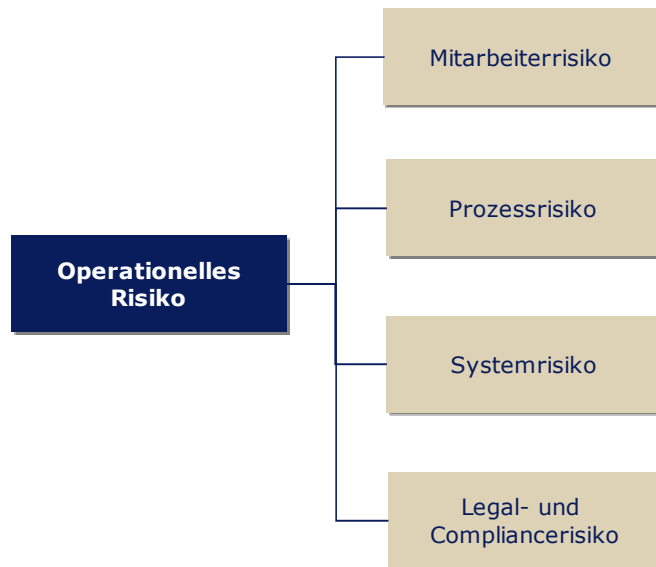 Mitarbeiterrisiko
Prozessrisiko
Operationelles
Risiko
Systemrisiko
Legal- und
Compliancerisiko